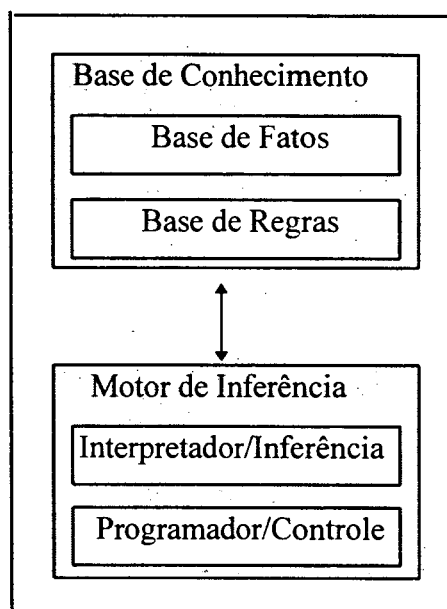 Base de Conhecimento
Base de Fatos
Base de Regras
Motor de Inferência
Interpretador/Inferência
Programador/Controle